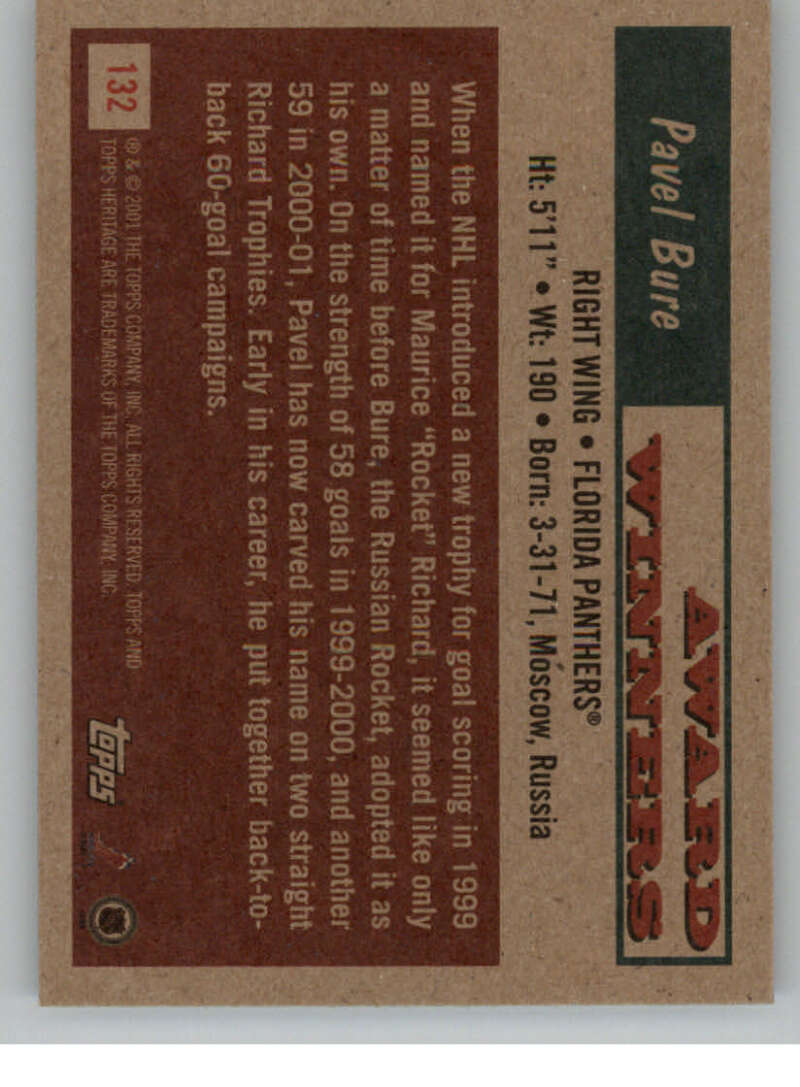 Pavel Bure
AWARD
WINNERS
RIGHT WING • FLORIDA PANTHERS®
Ht: 5'11" • Wt: 190 • Born: 3-31-71, Moscow, Russia
When the NHL introduced a new trophy for goal scoring in 1999
and named it for Maurice "Rocket" Richard, it seemed like only
a matter of time before Bure, the Russian Rocket, adopted it as
his own. On the strength of 58 goals in 1999-2000, and another
59 in 2000-01, Pavel has now carved his name on two straight
Richard Trophies. Early in his career, he put together back-to-
back 60-goal campaigns.
132
® & © 2001 THE TOPPS COMPANY, INC. ALL RIGHTS RESERVED. TOPPS AND
TOPPS HERITAGE ARE TRADEMARKS OF THE TOPPS COMPANY, INC.
topps